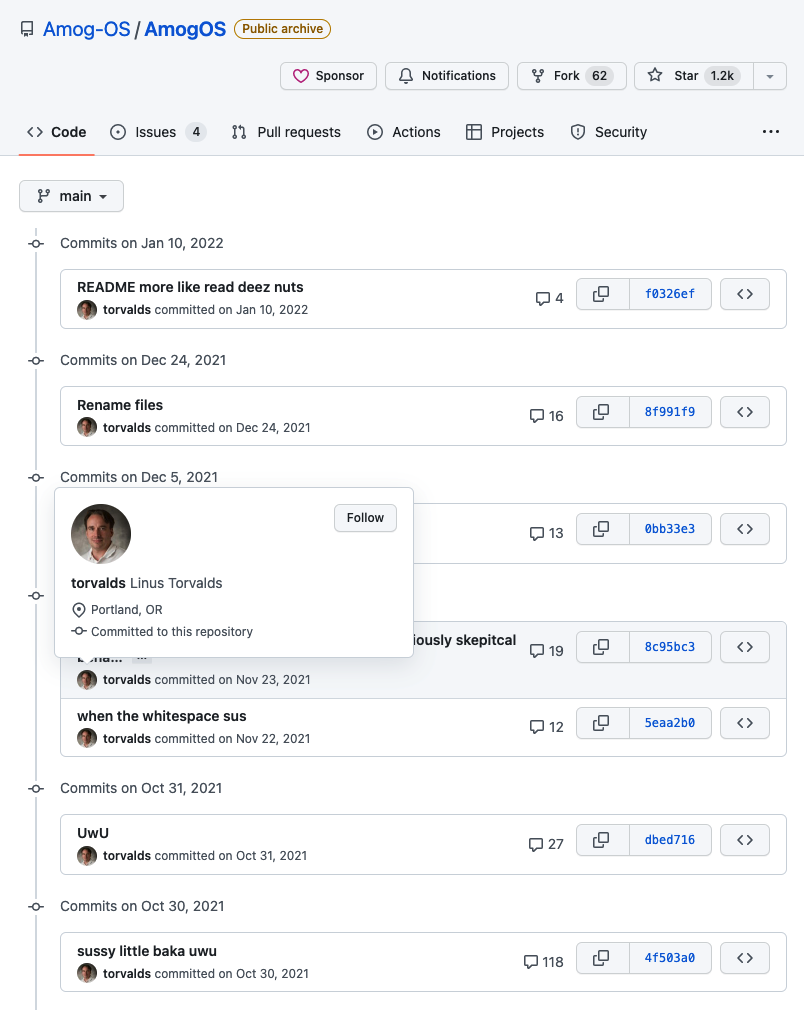 Amog-OS / AmogOS Public archive
Sponsor Notifications Fork 62 Star 1.2k
Code Issues 4 Pull requests Actions Projects Security ...
main
Commits on Jan 10, 2022
README more like read deez nuts
torvalds committed on Jan 10, 2022
4 f0326ef
Commits on Dec 24, 2021
Rename files
torvalds committed on Dec 24, 2021
16 8f991f9
Commits on Dec 5, 2021
13 0bb33e3
Follow
torvalds Linus Torvalds
Portland, OR
Committed to this repository
iously skepitcal
...
torvalds committed on Nov 23, 2021
19 8c95bc3
when the whitespace sus
torvalds committed on Nov 22, 2021
12 5eaa2b0
Commits on Oct 31, 2021
UwU
torvalds committed on Oct 31, 2021
27 dbed716
Commits on Oct 30, 2021
sussy little baka uwu
torvalds committed on Oct 30, 2021
118 4f503a0